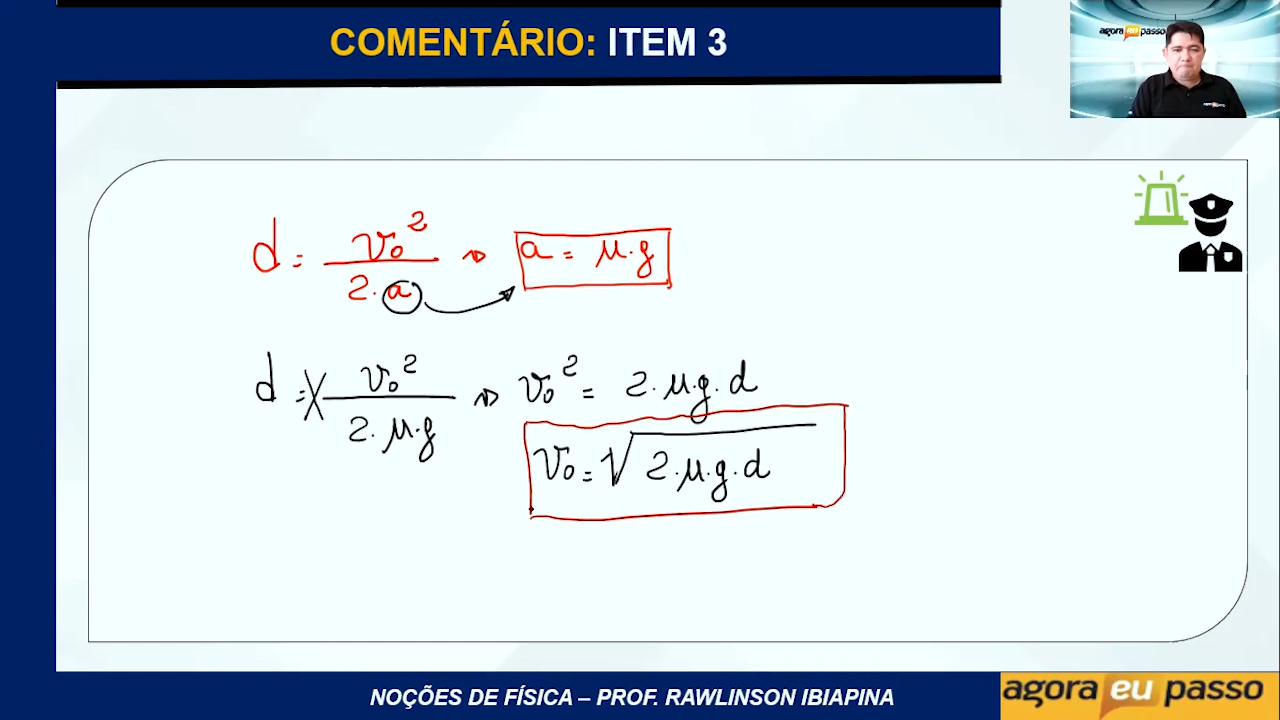 COMENTÁRIO: ITEM 3
agora eu passo
d = v₀² / 2·a ⇒ a = μ·g
d = v₀² / 2·μ·g ⇒ v₀² = 2·μ·g·d
v₀ = √2·μ·g·d
NOÇÕES DE FÍSICA – PROF. RAWLINSON IBIAPINA
agora eu passo